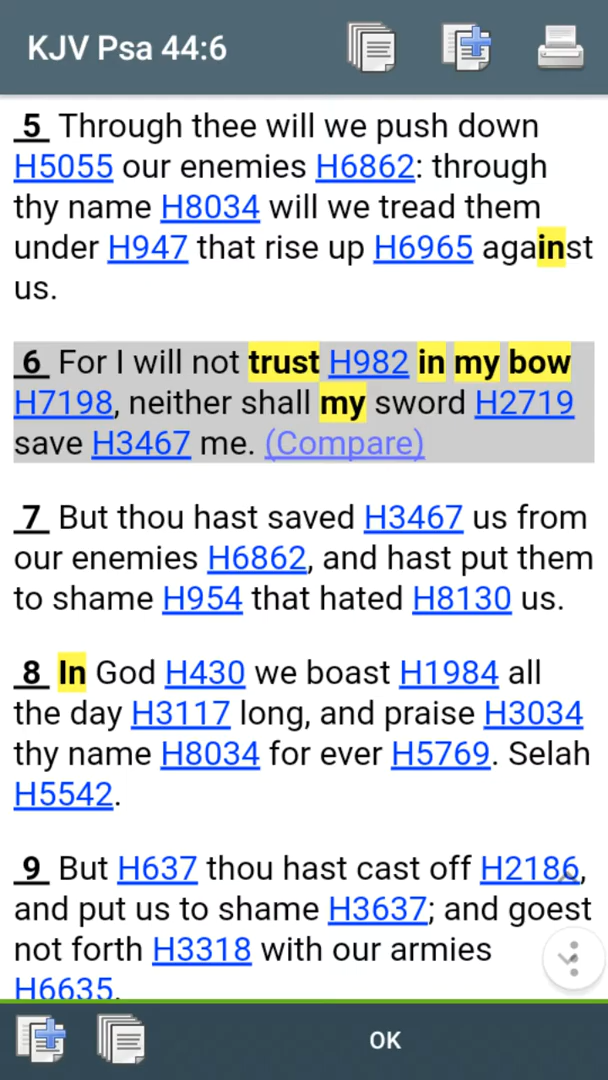 KJV Psa 44:6
5 Through thee will we push down
H5055 our enemies H6862: through
thy name H8034 will we tread them
under H947 that rise up H6965 against
us.
6 For I will not trust H982 in my bow
H7198, neither shall my sword H2719
save H3467 me. (Compare)
7 But thou hast saved H3467 us from
our enemies H6862, and hast put them
to shame H954 that hated H8130 us.
8 In God H430 we boast H1984 all
the day H3117 long, and praise H3034
thy name H8034 for ever H5769. Selah
H5542.
9 But H637 thou hast cast off H2186,
and put us to shame H3637; and goest
not forth H3318 with our armies
H6635.
OK